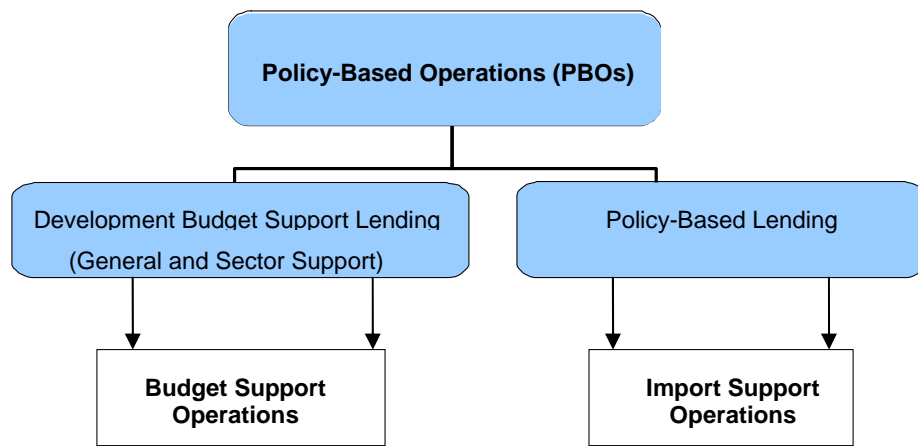 Policy-Based Operations (PBOs)
Development Budget Support Lending
(General and Sector Support)
Policy-Based Lending
Budget Support
Operations
Import Support
Operations